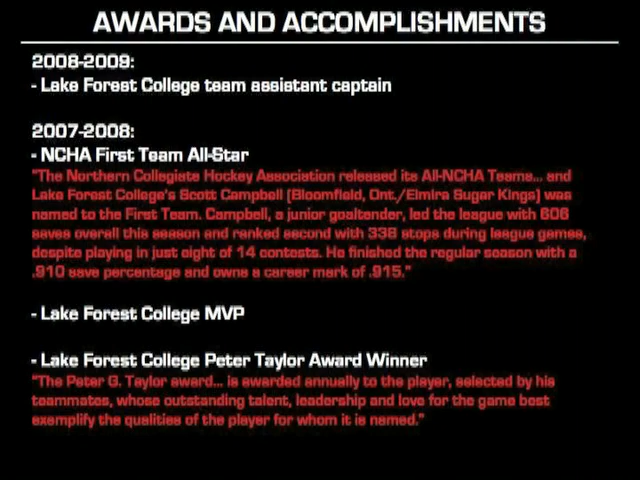 AWARDS AND ACCOMPLISHMENTS
2008-2009:
- Lake Forest College team assistant captain
2007-2008:
- NCHA First Team All-Star
"The Northern Collegiate Hockey Association released its All-NCHA Teams... and
Lake Forest College's Scott Campbell (Bloomfield, Ont./Elmira Sugar Kings) was
named to the First Team. Campbell, a junior goaltender, led the league with 606
saves overall this season and ranked second with 338 stops during league games,
despite playing in just eight of 14 contests. He finished the regular season with a
.910 save percentage and owns a career mark of .915."
- Lake Forest College MVP
- Lake Forest College Peter Taylor Award Winner
"The Peter G. Taylor award... is awarded annually to the player, selected by his
teammates, whose outstanding talent, leadership and love for the game best
exemplify the qualities of the player for whom it is named."